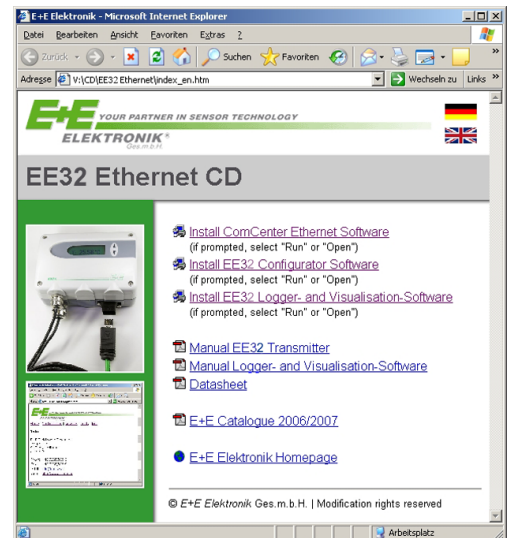 E+E Elektronik - Microsoft Internet Explorer
Datei Bearbeiten Ansicht Favoriten Extras ?
Zurück Suchen Favoriten
Adresse V:\CD\EE32 Ethernet\index_en.htm Wechseln zu Links
E+E YOUR PARTNER IN SENSOR TECHNOLOGY
ELEKTRONIK®
Ges.m.b.H.
EE32 Ethernet CD
Install ComCenter Ethernet Software
(if prompted, select "Run" or "Open")
Install EE32 Configurator Software
(if prompted, select "Run" or "Open")
Install EE32 Logger- and Visualisation-Software
(if prompted, select "Run" or "Open")
Manual EE32 Transmitter
Manual Logger- and Visualisation-Software
Datasheet
E+E Catalogue 2006/2007
E+E Elektronik Homepage
© E+E Elektronik Ges.m.b.H. | Modification rights reserved
Arbeitsplatz